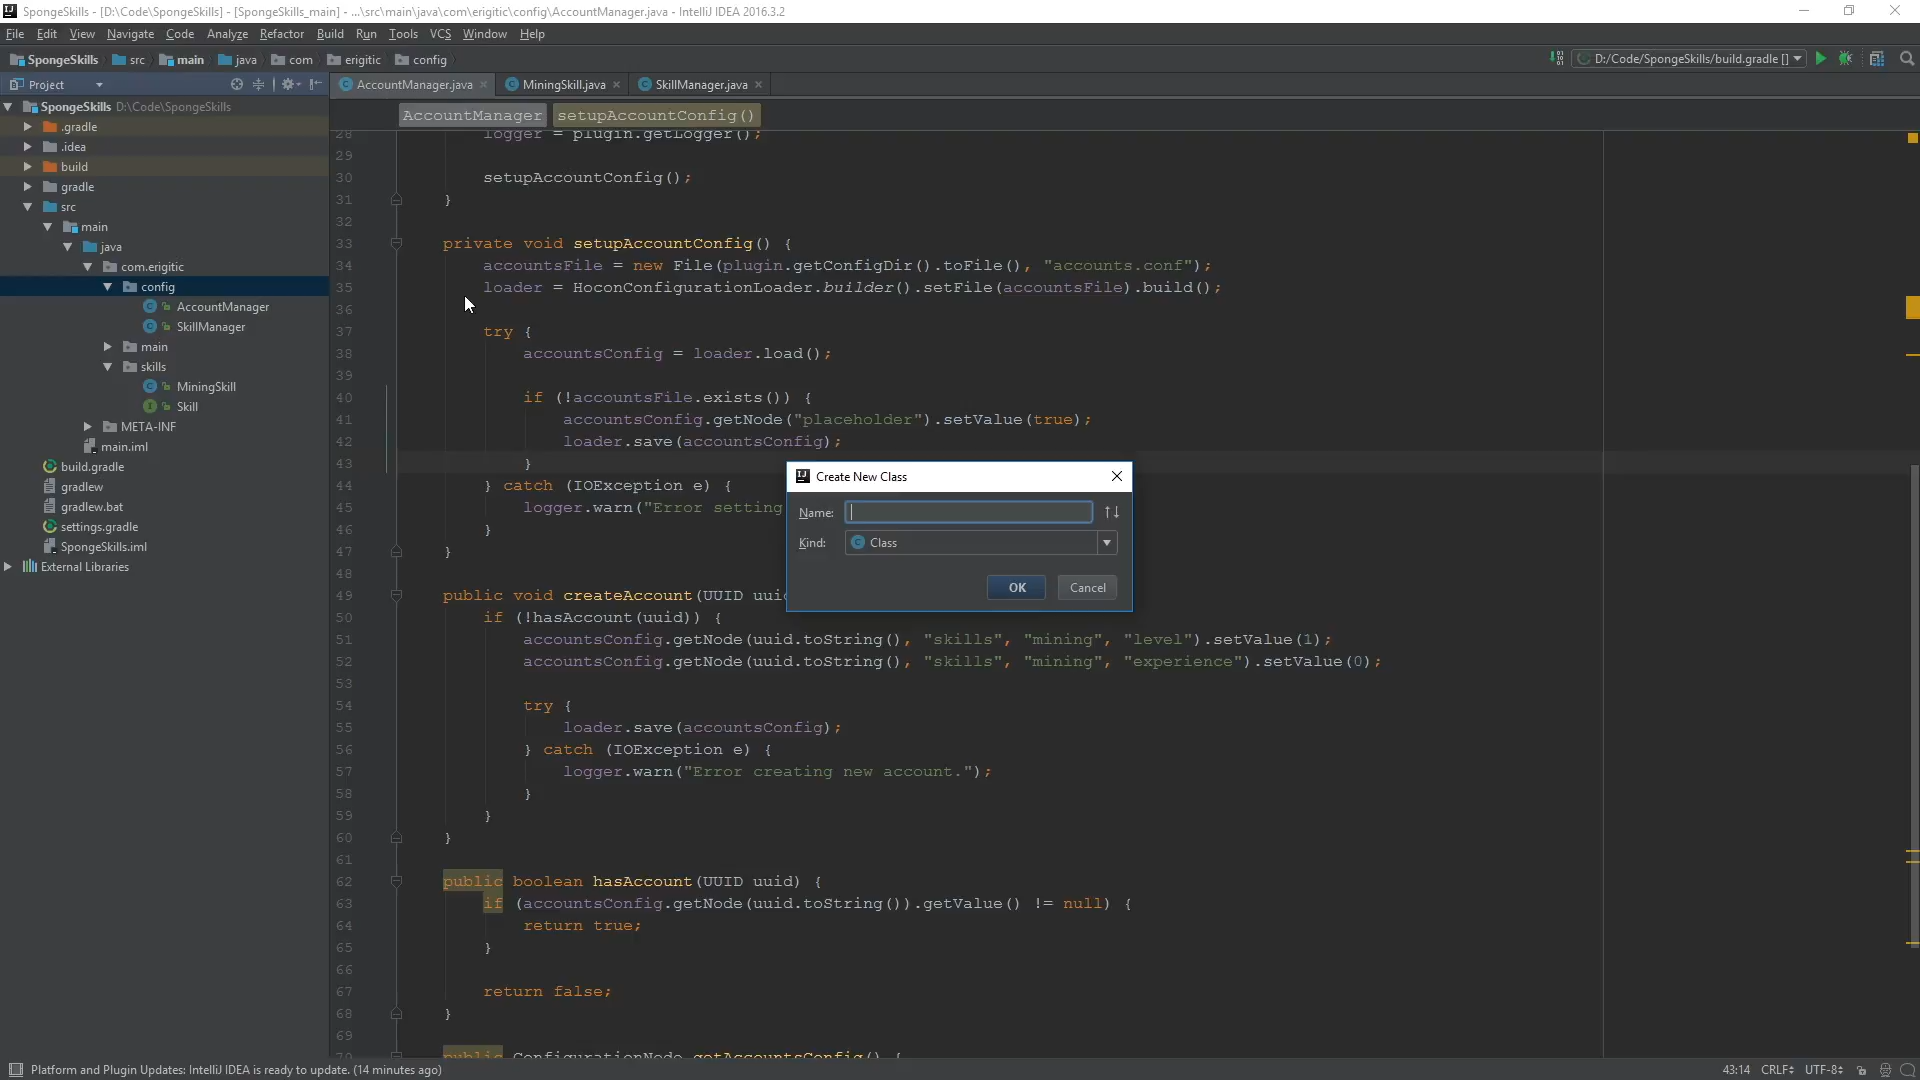 SpongeSkills - [D:\Code\SpongeSkills] - [SpongeSkills_main] - ...\src\main\java\com\erigitic\config\AccountManager.java - IntelliJ IDEA 2016.3.2
File Edit View Navigate Code Analyze Refactor Build Run Tools VCS Window Help
SpongeSkills src main java com erigitic config
D:/Code/SpongeSkills/build.gradle []
Project
AccountManager.java MiningSkill.java SkillManager.java
SpongeSkills D:\Code\SpongeSkills
.gradle
.idea
build
gradle
src
main
java
com.erigitic
config
AccountManager
SkillManager
main
skills
MiningSkill
Skill
META-INF
main.iml
build.gradle
gradlew
gradlew.bat
settings.gradle
SpongeSkills.iml
External Libraries
AccountManager setupAccountConfig()
28 logger = plugin.getLogger();
29
30 setupAccountConfig();
31 }
32
33 private void setupAccountConfig() {
34 accountsFile = new File(plugin.getConfigDir().toFile(), "accounts.conf");
35 loader = HoconConfigurationLoader.builder().setFile(accountsFile).build();
36
37 try {
38 accountsConfig = loader.load();
39
40 if (!accountsFile.exists()) {
41 accountsConfig.getNode("placeholder").setValue(true);
42 loader.save(accountsConfig);
43 }
44 } catch (IOException e) {
45 logger.warn("Error setting
46 }
47 }
48
49 public void createAccount(UUID uuid
50 if (!hasAccount(uuid)) {
51 accountsConfig.getNode(uuid.toString(), "skills", "mining", "level").setValue(1);
52 accountsConfig.getNode(uuid.toString(), "skills", "mining", "experience").setValue(0);
53
54 try {
55 loader.save(accountsConfig);
56 } catch (IOException e) {
57 logger.warn("Error creating new account.");
58 }
59 }
60 }
61
62 public boolean hasAccount(UUID uuid) {
63 if (accountsConfig.getNode(uuid.toString()).getValue() != null) {
64 return true;
65 }
66
67 return false;
68 }
69
70 public ConfigurationNode getAccountsConfig() {
Create New Class
Name:
Kind: Class
OK Cancel
Platform and Plugin Updates: IntelliJ IDEA is ready to update. (14 minutes ago)
43:14 CRLF UTF-8